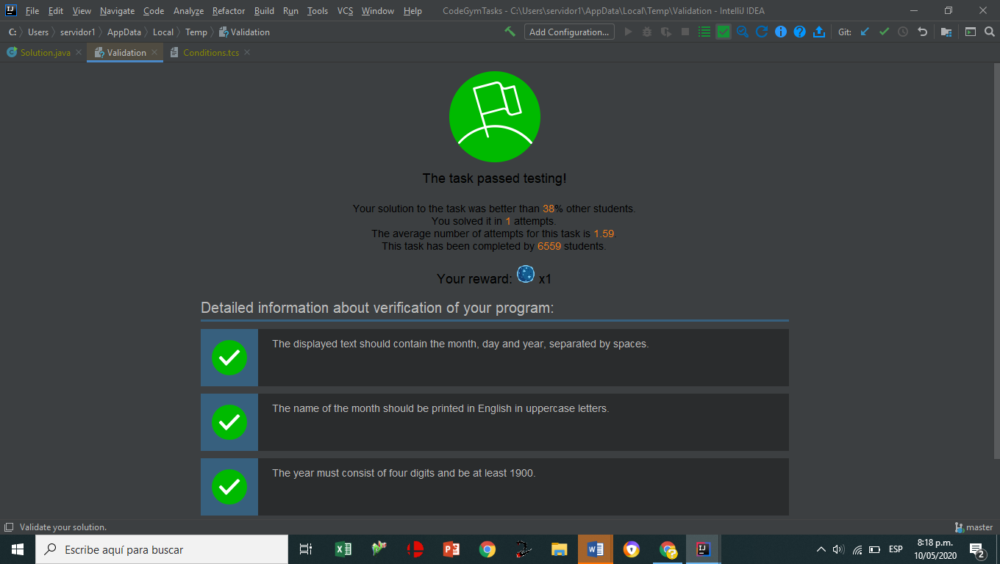 IJ File Edit View Navigate Code Analyze Refactor Build Run Tools VCS Window Help CodeGymTasks - C:\Users\servidor1\AppData\Local\Temp\Validation - IntelliJ IDEA
C: Users servidor1 AppData Local Temp Validation Add Configuration... Git:
Solution.java Validation Conditions.tcs
The task passed testing!
Your solution to the task was better than 38% other students.
You solved it in 1 attempts.
The average number of attempts for this task is 1.59
This task has been completed by 6559 students.
Your reward: x1
Detailed information about verification of your program:
The displayed text should contain the month, day and year, separated by spaces.
The name of the month should be printed in English in uppercase letters.
The year must consist of four digits and be at least 1900.
Validate your solution. master
Escribe aquí para buscar ESP 8:18 p.m.
10/05/2020 2